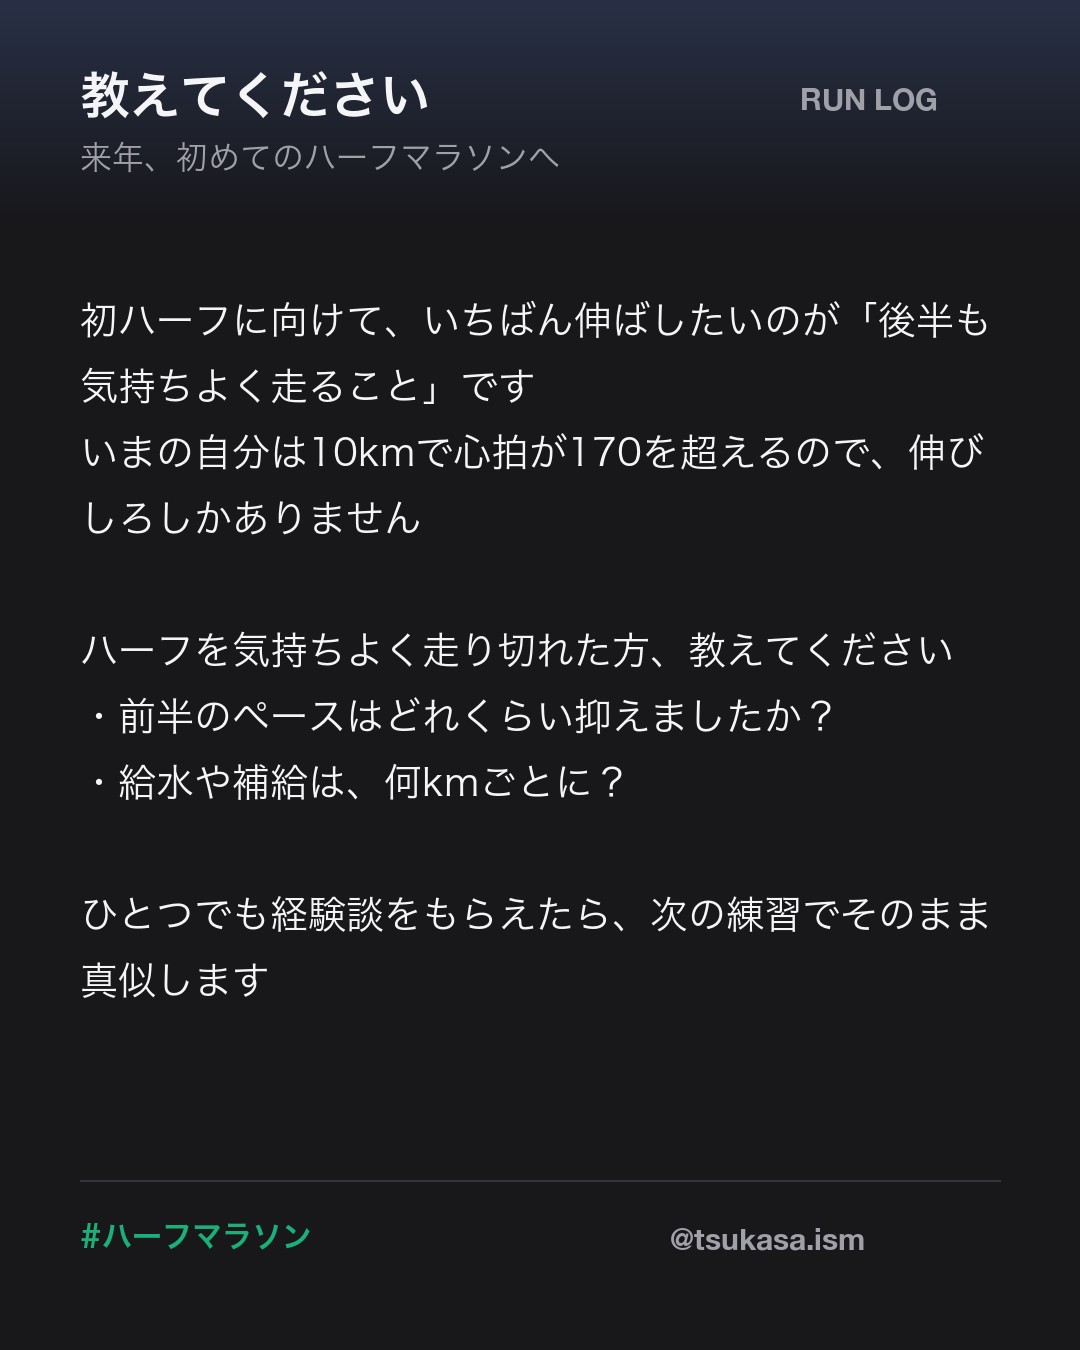 教えてください
RUN LOG
来年、初めてのハーフマラソンへ
初ハーフに向けて、いちばん伸ばしたいのが「後半も
気持ちよく走ること」です
いまの自分は10kmで心拍が170を超えるので、伸び
しろしかありません
ハーフを気持ちよく走り切れた方、教えてください
・前半のペースはどれくらい抑えましたか？
・給水や補給は、何kmごとに？
ひとつでも経験談をもらえたら、次の練習でそのまま
真似します
#ハーフマラソン
@tsukasa.ism